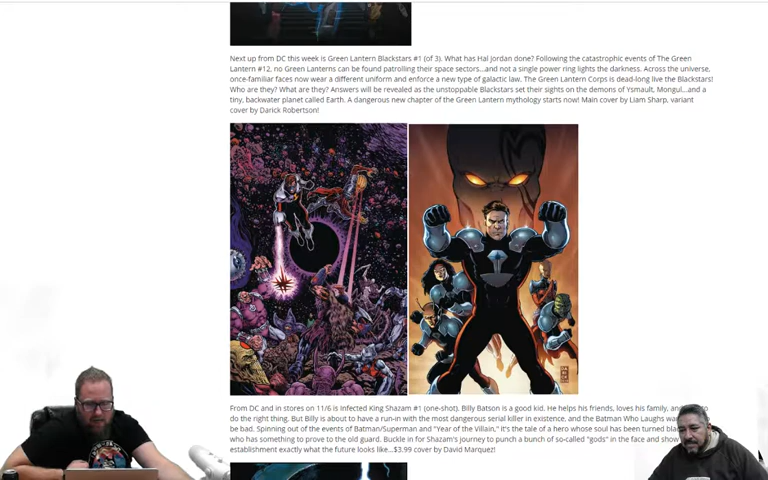 Next up from DC this week is Green Lantern Blackstars #1 (of 3). What has Hal Jordan done? Following the catastrophic events of The Green
Lantern #12, no Green Lanterns can be found patrolling their space sectors...and not a single power ring lights the darkness. Across the universe,
once-familiar faces now wear a different uniform and enforce a new type of galactic law. The Green Lantern Corps is dead-long live the Blackstars!
Who are they? What are they? Answers will be revealed as the unstoppable Blackstars set their sights on the demons of Ysmault, Mongul...and a
tiny, backwater planet called Earth. A dangerous new chapter of the Green Lantern mythology starts now! Main cover by Liam Sharp, variant
cover by Darick Robertson!
From DC and in stores on 11/6 is Infected King Shazam #1 (one-shot). Billy Batson is a good kid. He helps his friends, loves his family, an
do the right thing. But Billy is about to have a run-in with the most dangerous serial killer in existence, and the Batman Who Laughs wa
be bad. Spinning out of the events of Batman/Superman and "Year of the Villain," it's the tale of a hero whose soul has been turned bla
who has something to prove to the old guard. Buckle in for Shazam's journey to punch a bunch of so-called "gods" in the face and show
establishment exactly what the future looks like...$3.99 cover by David Marquez!